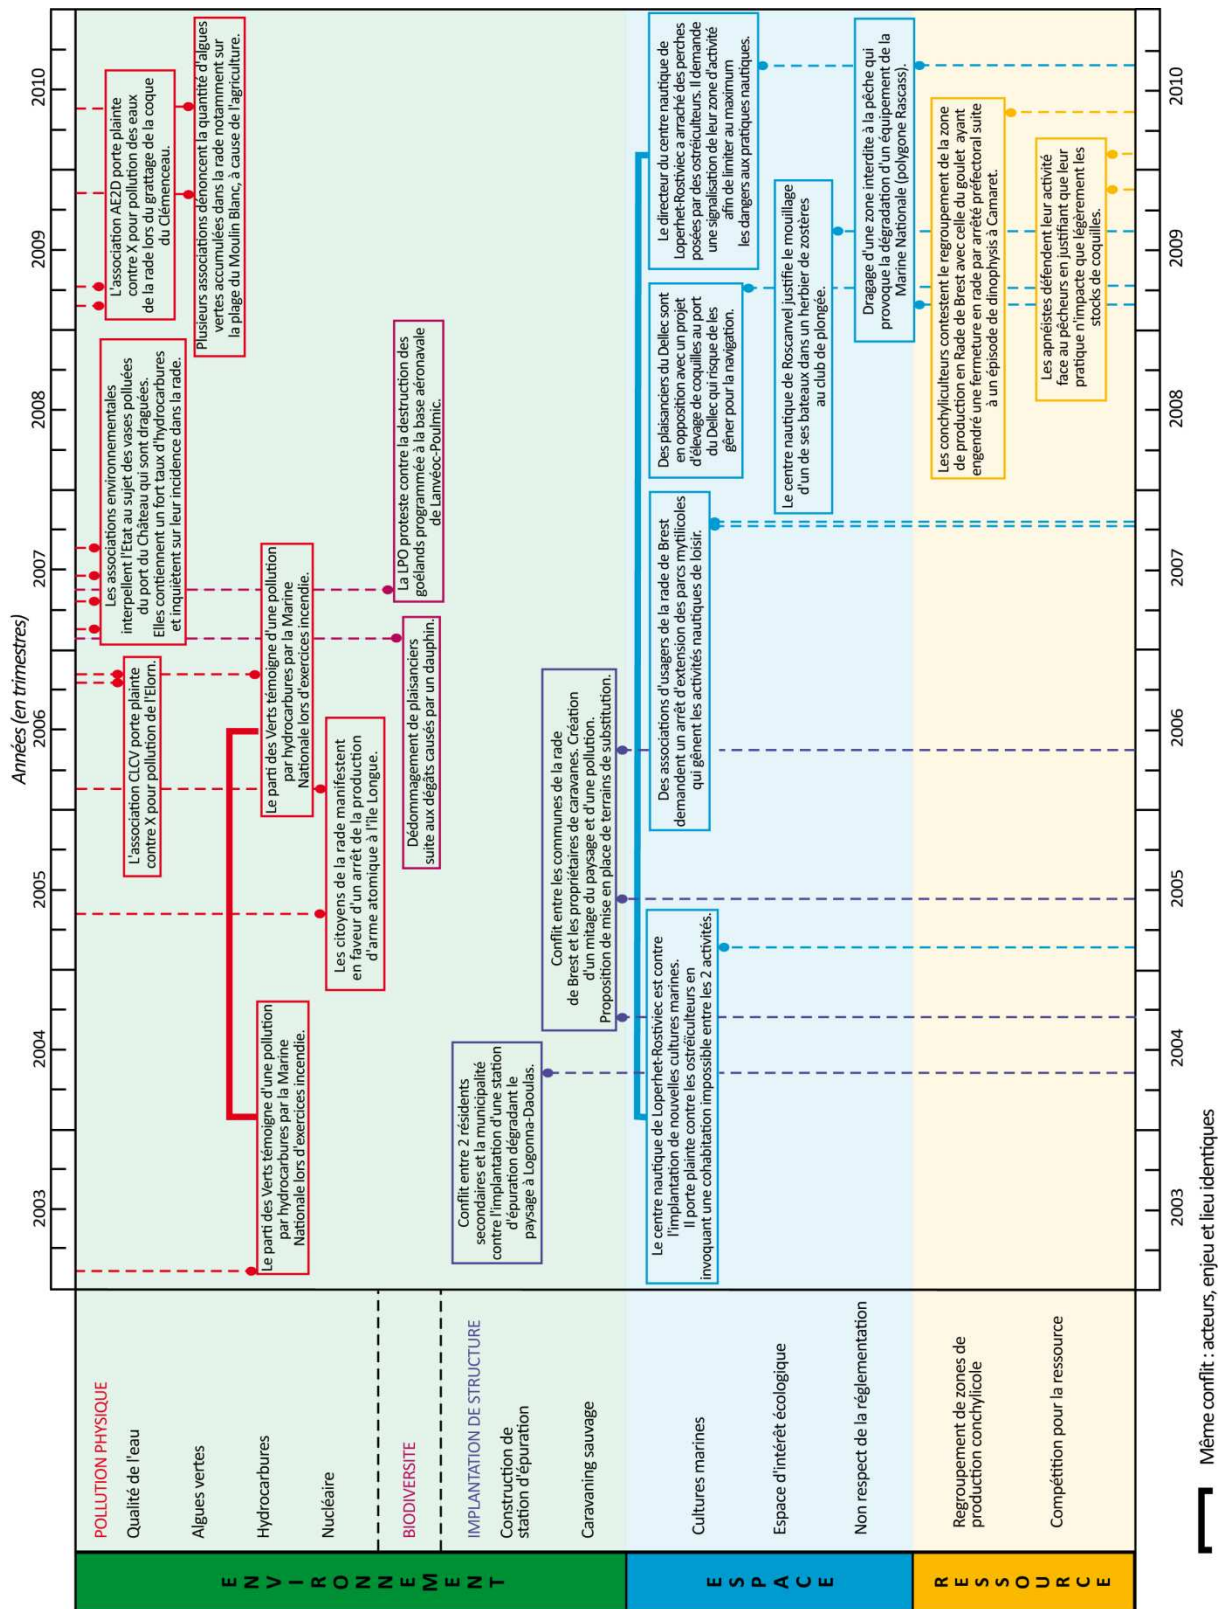 Années (en trimestres)
2003
2004
2005
2006
2007
2008
2009
2010
ENVIRONNEMENT
POLLUTION PHYSIQUE
Qualité de l'eau
Algues vertes
Hydrocarbures
Nucléaire
BIODIVERSITE
IMPLANTATION DE STRUCTURE
Construction de
station d'épuration
Caravaning sauvage
ESPACE
Cultures marines
Espace d'intérêt écologique
Non respect de la réglementation
RESSOURCE
Regroupement de zones de
production conchylicole
Compétition pour la ressource
L'association CLCV porte plainte
contre X pour pollution de l'Elorn.
Les associations environnementales
interpellent l'Etat au sujet des vases polluées
du port du Château qui sont draguées.
Elles contiennent un fort taux d'hydrocarbures
et inquiètent sur leur incidence dans la rade.
L'association AE2D porte plainte
contre X pour pollution des eaux
de la rade lors du grattage de la coque
du Clémenceau.
Plusieurs associations dénoncent la quantité d'algues
vertes accumulées dans la rade notamment sur
la plage du Moulin Blanc, à cause de l'agriculture.
Le parti des Verts témoigne d'une pollution
par hydrocarbures par la Marine
Nationale lors d'exercices incendie.
Le parti des Verts témoigne d'une pollution
par hydrocarbures par la Marine
Nationale lors d'exercices incendie.
Les citoyens de la rade manifestent
en faveur d'un arrêt de la production
d'arme atomique à l'île Longue.
Dédommagement de plaisanciers
suite aux dégâts causés par un dauphin.
La LPO proteste contre la destruction des
goélands programmée à la base aéronavale
de Lanvéoc-Poulmic.
Conflit entre 2 résidents
secondaires et la municipalité
contre l'implantation d'une station
d'épuration dégradant le
paysage à Logonna-Daoulas.
Conflit entre les communes de la rade
de Brest et les propriétaires de caravanes. Création
d'un mitage du paysage et d'une pollution.
Proposition de mise en place de terrains de substitution.
Le centre nautique de Loperhet-Rostiviec est contre
l'implantation de nouvelles cultures marines.
Il porte plainte contre les ostréiculteurs en
invoquant une cohabitation impossible entre les 2 activités.
Des associations d'usagers de la rade de Brest
demandent un arrêt d'extension des parcs mytilicoles
qui gênent les activités nautiques de loisir.
Des plaisanciers du Dellec sont
en opposition avec un projet
d'élevage de coquilles au port
du Dellec qui risque de les
gêner pour la navigation.
Le directeur du centre nautique de
Loperhet-Rostiviec a arraché des perches
posées par des ostréiculteurs. Il demande
une signalisation de leur zone d'activité
afin de limiter au maximum
les dangers aux pratiques nautiques.
Le centre nautique de Roscanvel justifie le mouillage
d'un de ses bateaux dans un herbier de zostères
au club de plongée.
Dragage d'une zone interdite à la pêche qui
provoque la dégradation d'un équipement de la
Marine Nationale (polygone Rascass).
Les conchyliculteurs contestent le regroupement de la zone
de production en Rade de Brest avec celle du goulet ayant
engendré une fermeture en rade par arrêté préfectoral suite
à un épisode de dinophysis à Camaret.
Les apnéistes défendent leur activité
face au pêcheurs en justifiant que leur
pratique n'impacte que légèrement les
stocks de coquilles.
2003
2004
2005
2006
2007
2008
2009
2010
Même conflit : acteurs, enjeu et lieu identiques